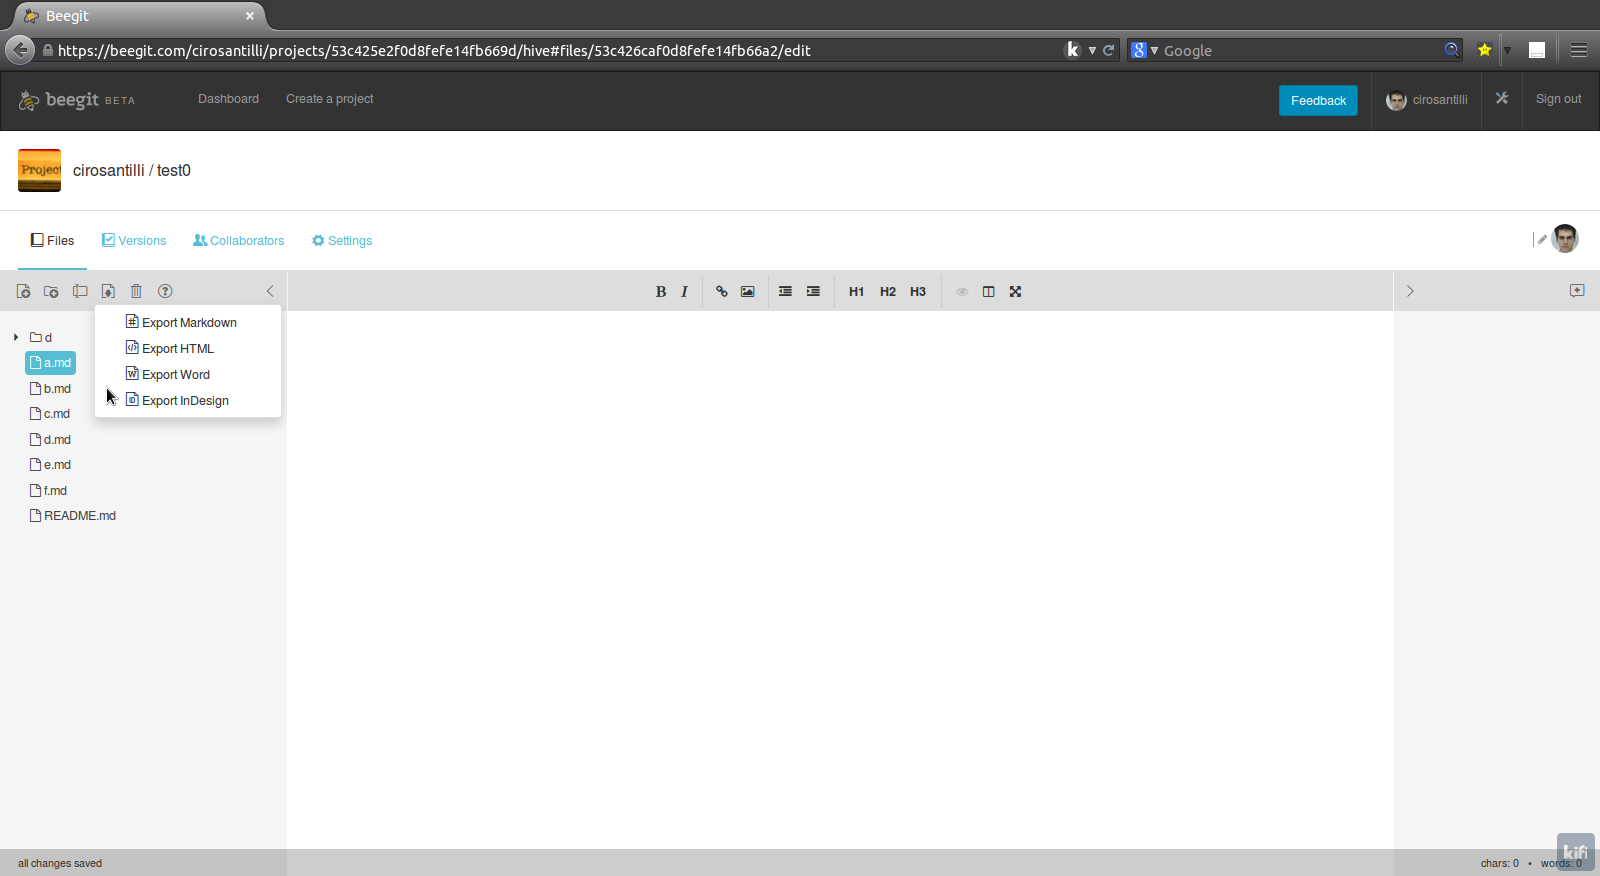 Beegit
https://beegit.com/cirosantilli/projects/53c425e2f0d8fefe14fb669d/hive#files/53c426caf0d8fefe14fb66a2/edit
k
8 Google
beegit BETA Dashboard Create a project Feedback cirosantilli Sign out
Project
cirosantilli / test0
Files Versions Collaborators Settings
B I H1 H2 H3
Export Markdown
Export HTML
Export Word
Export InDesign
d
a.md
b.md
c.md
d.md
e.md
f.md
README.md
all changes saved
chars: 0 • words: 0
kifi